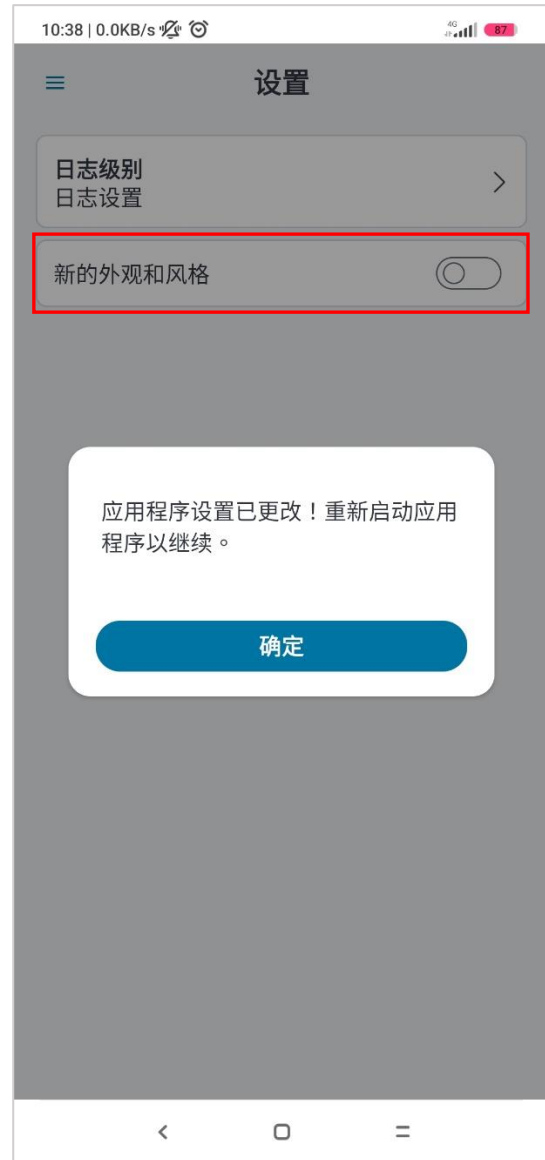 10:38 | 0.0KB/s
4G
87
设置
日志级别
日志设置
新的外观和风格
应用程序设置已更改！重新启动应用
程序以继续。
确定